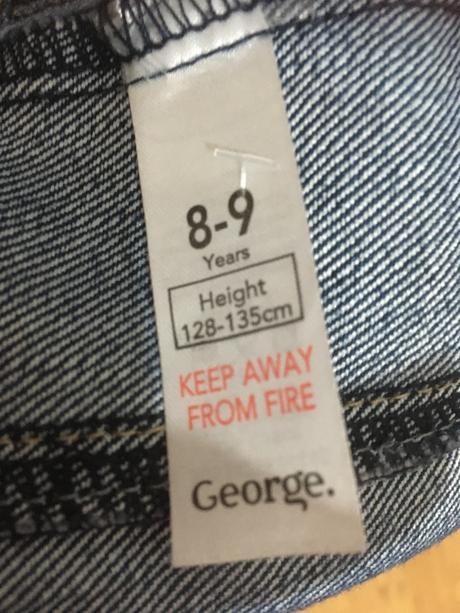 8-9
Years
Height
128-135cm
KEEP AWAY
FROM FIRE
George.